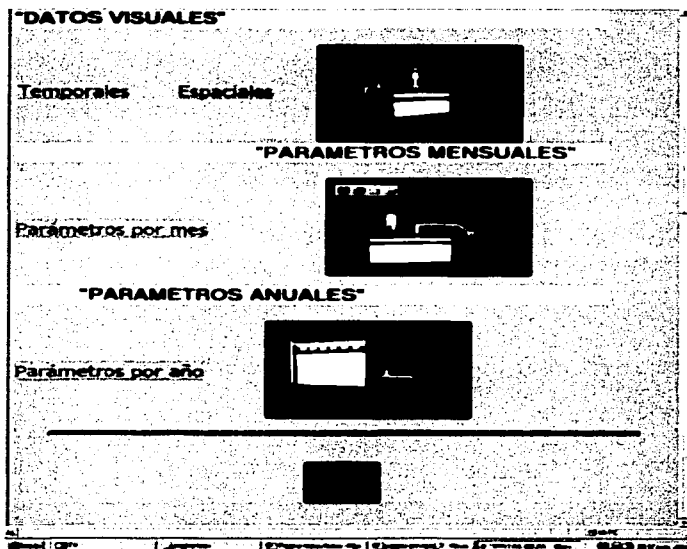 "DATOS VISUALES"
Temporales Espaciales
"PARAMETROS MENSUALES"
Parámetros por mes
"PARAMETROS ANUALES"
Parámetros por año